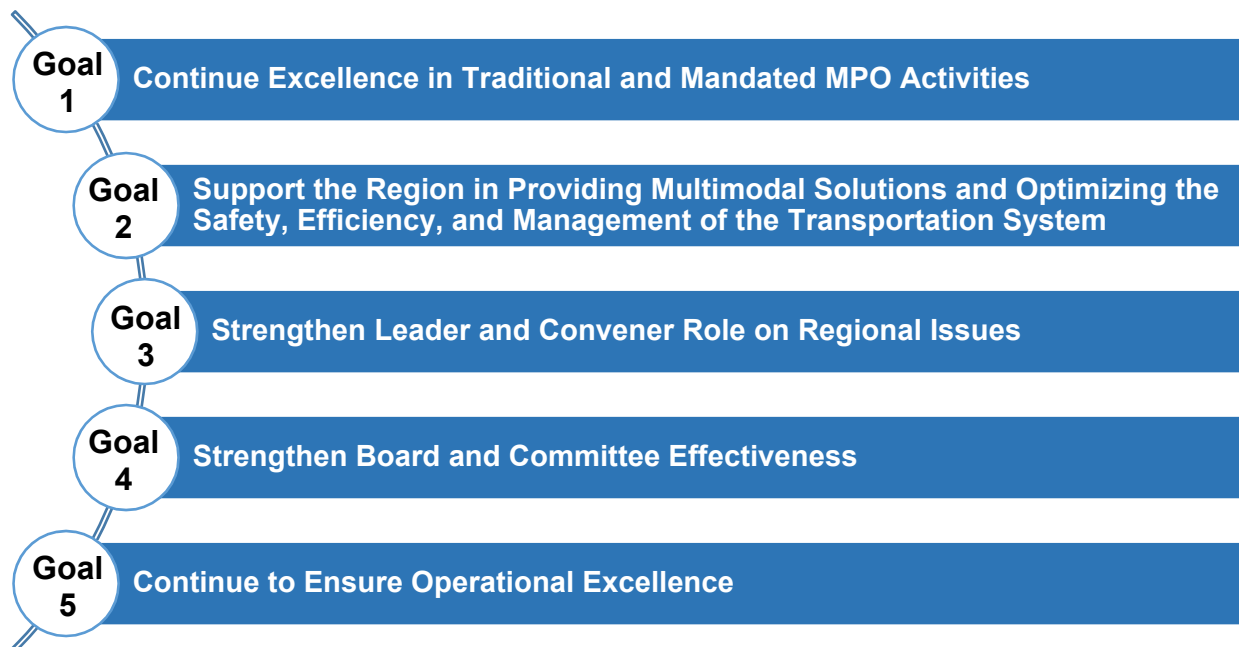 Goal
1
Continue Excellence in Traditional and Mandated MPO Activities
Goal
2
Support the Region in Providing Multimodal Solutions and Optimizing the
Safety, Efficiency, and Management of the Transportation System
Goal
3
Strengthen Leader and Convener Role on Regional Issues
Goal
4
Strengthen Board and Committee Effectiveness
Goal
5
Continue to Ensure Operational Excellence